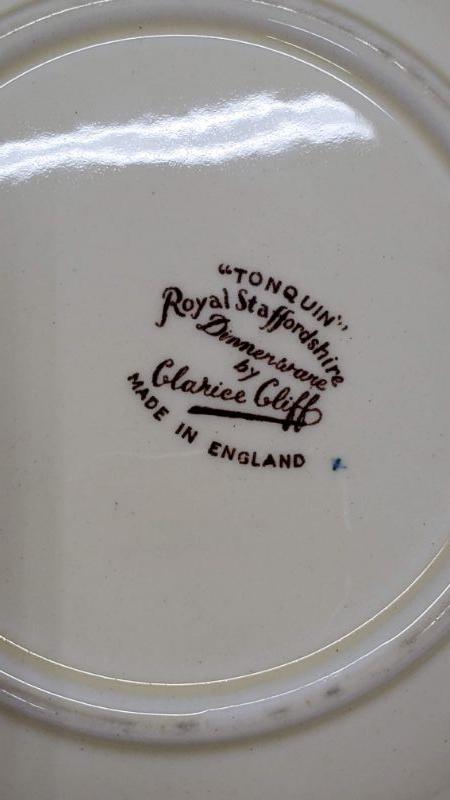 "TONQUIN"
Royal Staffordshire
Dinnerware
by
Clarice Cliff
MADE IN ENGLAND